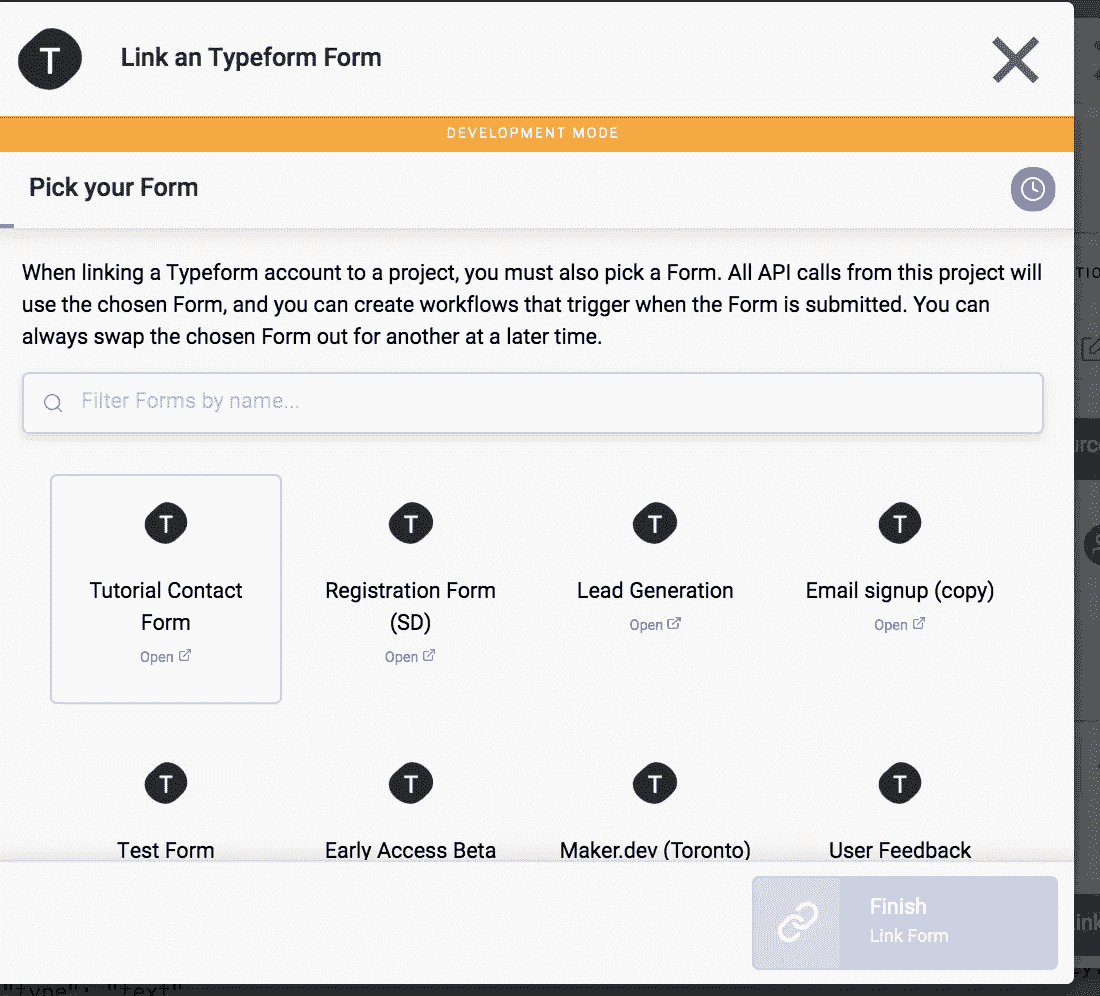 T
Link an Typeform Form
DEVELOPMENT MODE
Pick your Form
When linking a Typeform account to a project, you must also pick a Form. All API calls from this project will
use the chosen Form, and you can create workflows that trigger when the Form is submitted. You can
always swap the chosen Form out for another at a later time.
Filter Forms by name...
T
Tutorial Contact
Form
Open
T
Registration Form
(SD)
Open
T
Lead Generation
Open
T
Email signup (copy)
Open
T
Test Form
T
Early Access Beta
T
Maker.dev (Toronto)
T
User Feedback
Finish
Link Form
"type": "text"